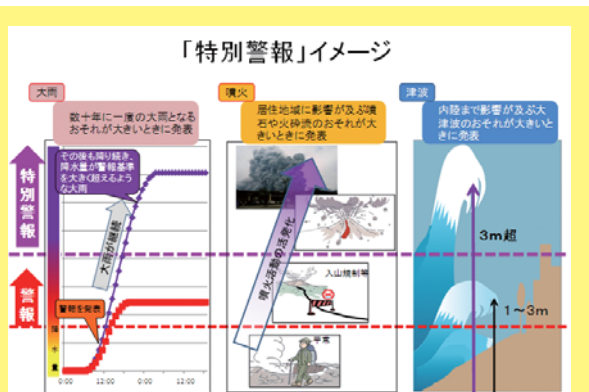 「特別警報」イメージ
大雨
数十年に一度の大雨となる
おそれが大きいときに発表
噴火
居住地域に影響が及ぶ噴
石や火砕流のおそれが大
きいときに発表
津波
内陸まで影響が及ぶ大
津波のおそれが大きいと
きに発表
特別警報
警報
その後も降り続き、
降水量が警報基準
を大きく超えるよう
な大雨
大雨が継続
警報を発表
降水量
0:00
12:00
0:00
12:00
噴火活動の活発化
入山規制等
平常
3m超
1～3m